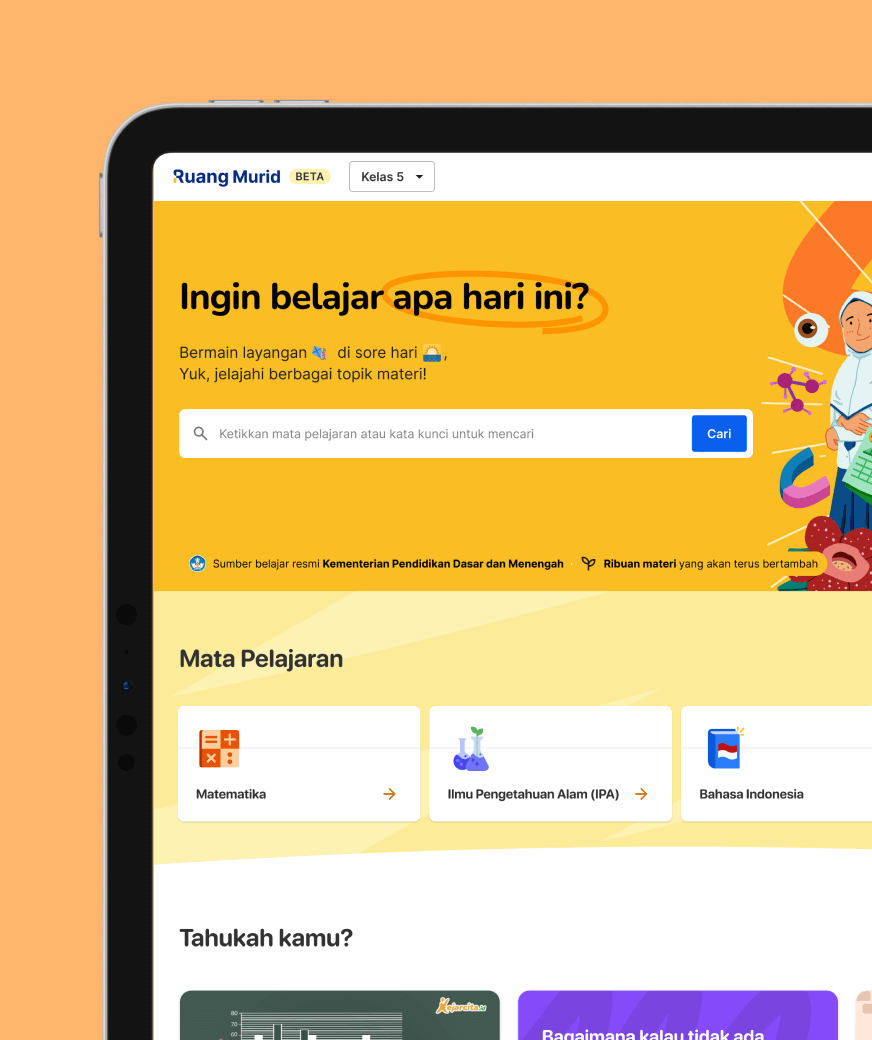 Ruang Murid BETA Kelas 5
Ingin belajar apa hari ini?
Bermain layangan 🪁 di sore hari 🌅,
Yuk, jelajahi berbagai topik materi!
Ketikkan mata pelajaran atau kata kunci untuk mencari Cari
Sumber belajar resmi Kementerian Pendidikan Dasar dan Menengah · Ribuan materi yang akan terus bertambah
Mata Pelajaran
Matematika
Ilmu Pengetahuan Alam (IPA)
Bahasa Indonesia
Tahukah kamu?
Kejarcita.id
80
70
60
Bagaimana kalau tidak ada